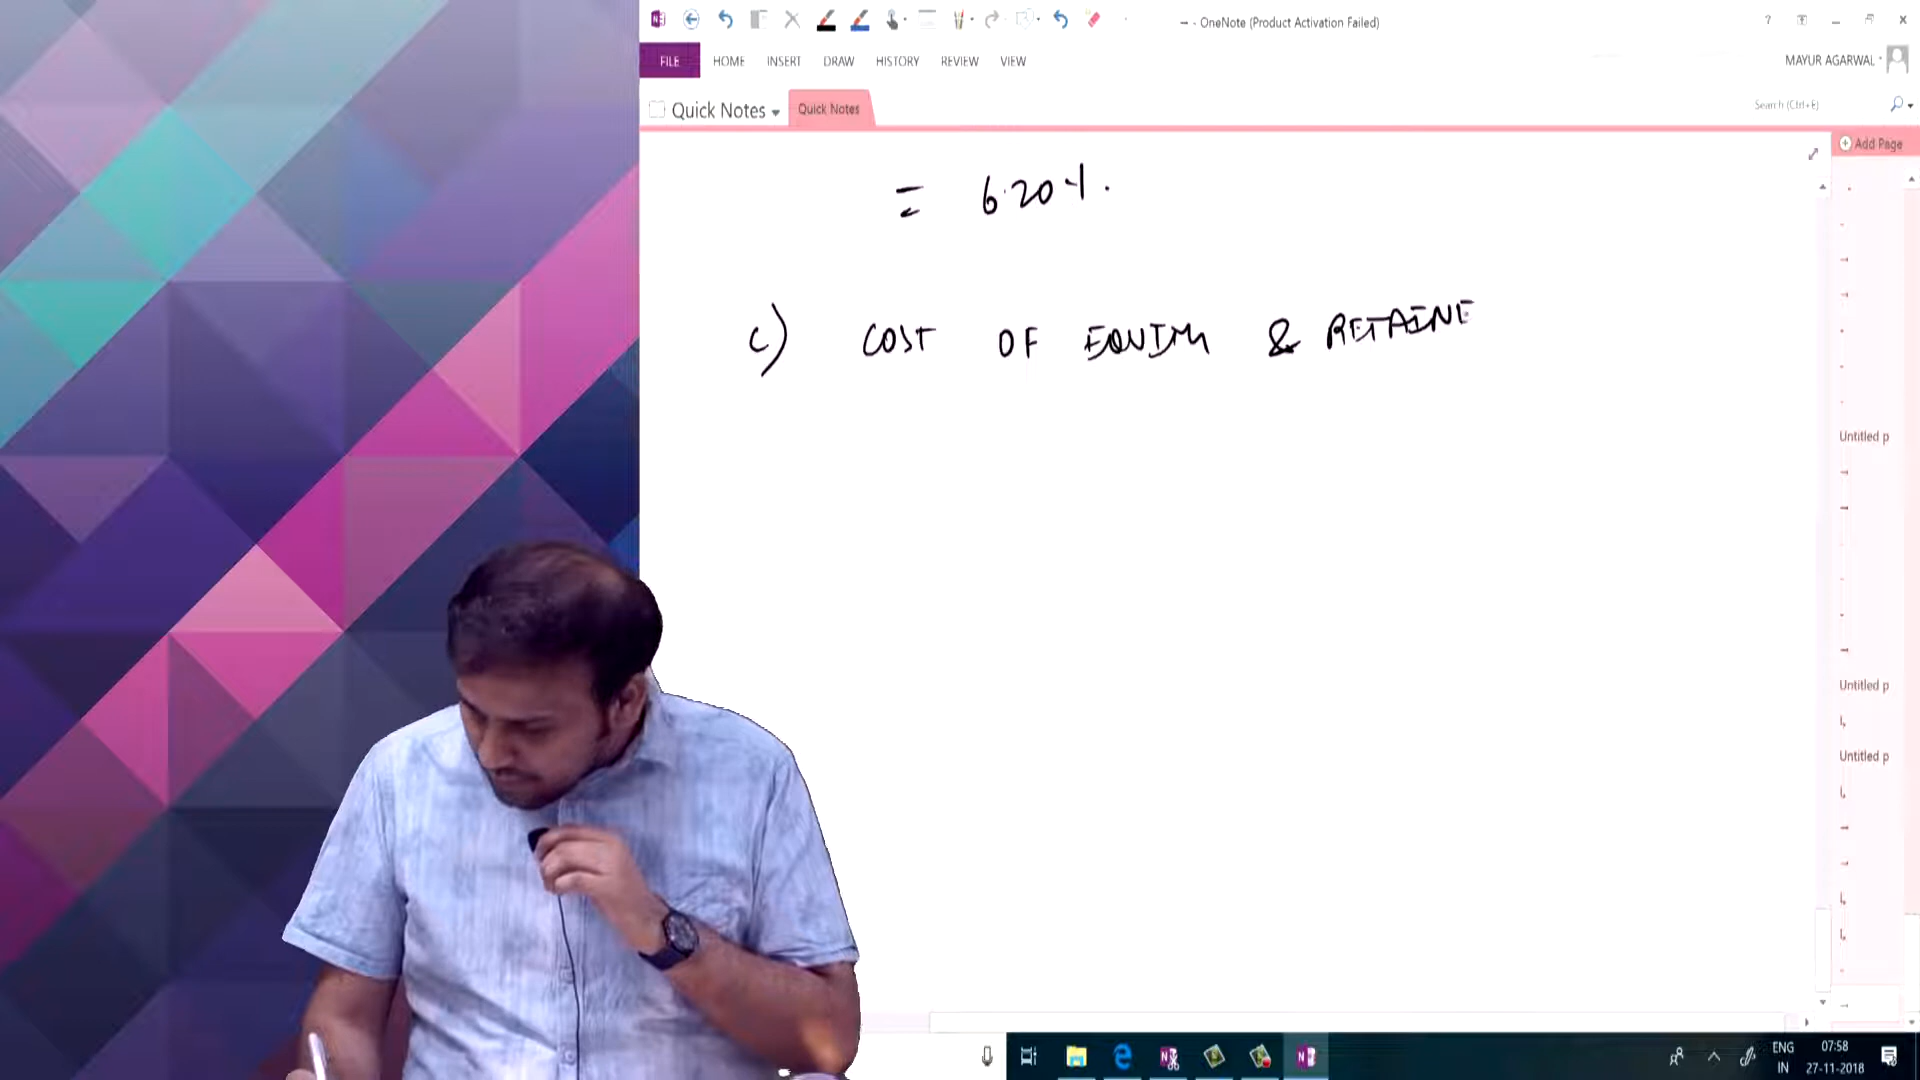 - OneNote (Product Activation Failed)
?
FILE HOME INSERT DRAW HISTORY REVIEW VIEW
MAYUR AGARWAL
Quick Notes
Quick Notes
Search (Ctrl+E)
Add Page
= 6.20%.
c) COST OF EQUITY & RETAINE
Untitled p
Untitled p
Untitled p
ENG
IN
07:58
27-11-2018